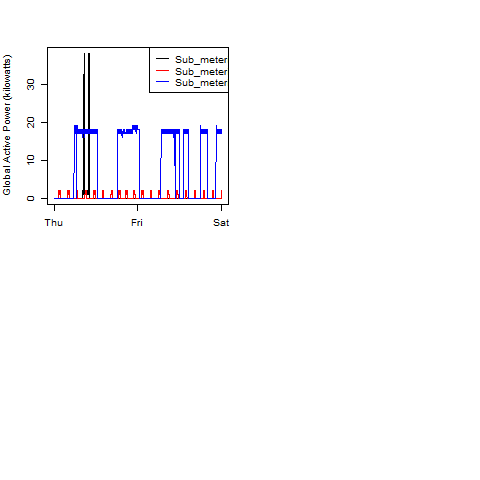 Global Active Power (kilowatts)
30
20
10
0
Sub_meter
Sub_meter
Sub_meter
Thu Fri Sat